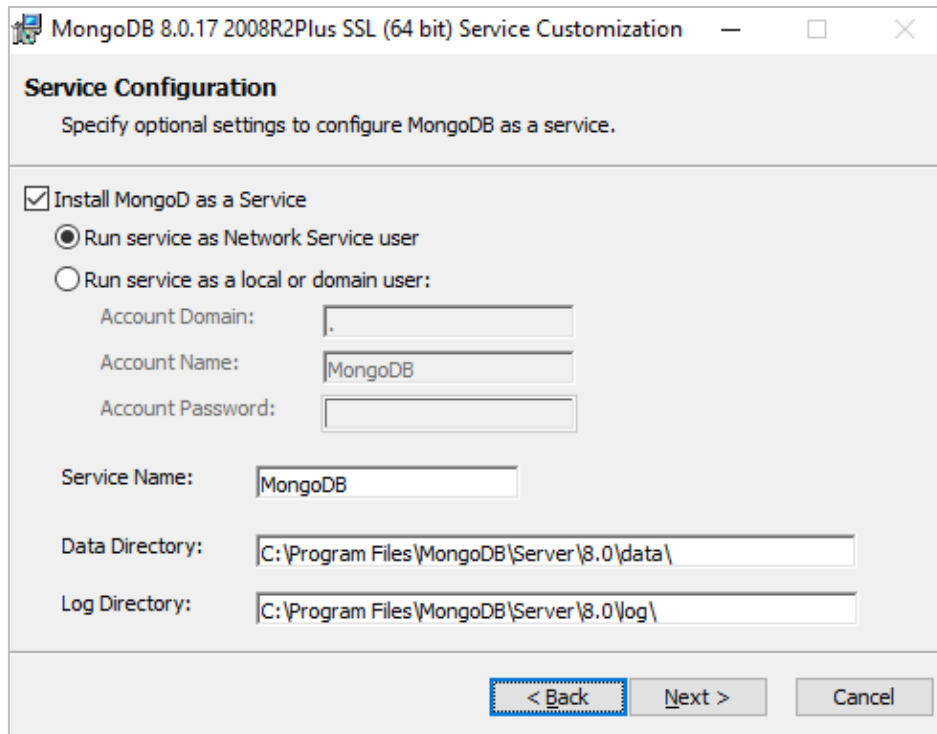 MongoDB 8.0.17 2008R2Plus SSL (64 bit) Service Customization
Service Configuration
Specify optional settings to configure MongoDB as a service.
Install MongoD as a Service
Run service as Network Service user
Run service as a local or domain user:
Account Domain: .
Account Name: MongoDB
Account Password:
Service Name: MongoDB
Data Directory: C:\Program Files\MongoDB\Server\8.0\data\
Log Directory: C:\Program Files\MongoDB\Server\8.0\log\
< Back Next > Cancel